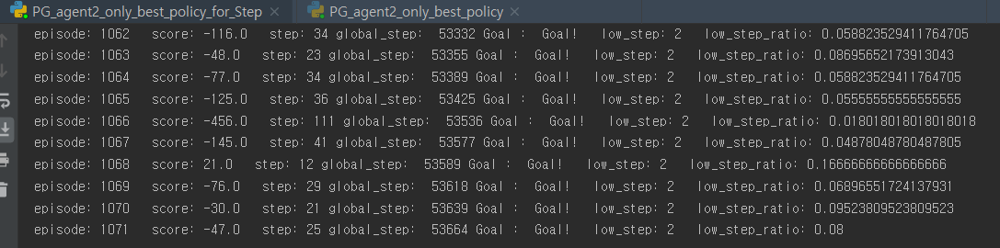 PG_agent2_only_best_policy_for_Step × PG_agent2_only_best_policy ×
episode: 1062 score: -116.0 step: 34 global_step: 53332 Goal : Goal! low_step: 2 low_step_ratio: 0.058823529411764705
episode: 1063 score: -48.0 step: 23 global_step: 53355 Goal : Goal! low_step: 2 low_step_ratio: 0.08695652173913043
episode: 1064 score: -77.0 step: 34 global_step: 53389 Goal : Goal! low_step: 2 low_step_ratio: 0.058823529411764705
episode: 1065 score: -125.0 step: 36 global_step: 53425 Goal : Goal! low_step: 2 low_step_ratio: 0.05555555555555555
episode: 1066 score: -456.0 step: 111 global_step: 53536 Goal : Goal! low_step: 2 low_step_ratio: 0.018018018018018018
episode: 1067 score: -145.0 step: 41 global_step: 53577 Goal : Goal! low_step: 2 low_step_ratio: 0.04878048780487805
episode: 1068 score: 21.0 step: 12 global_step: 53589 Goal : Goal! low_step: 2 low_step_ratio: 0.16666666666666666
episode: 1069 score: -76.0 step: 29 global_step: 53618 Goal : Goal! low_step: 2 low_step_ratio: 0.06896551724137931
episode: 1070 score: -30.0 step: 21 global_step: 53639 Goal : Goal! low_step: 2 low_step_ratio: 0.09523809523809523
episode: 1071 score: -47.0 step: 25 global_step: 53664 Goal : Goal! low_step: 2 low_step_ratio: 0.08